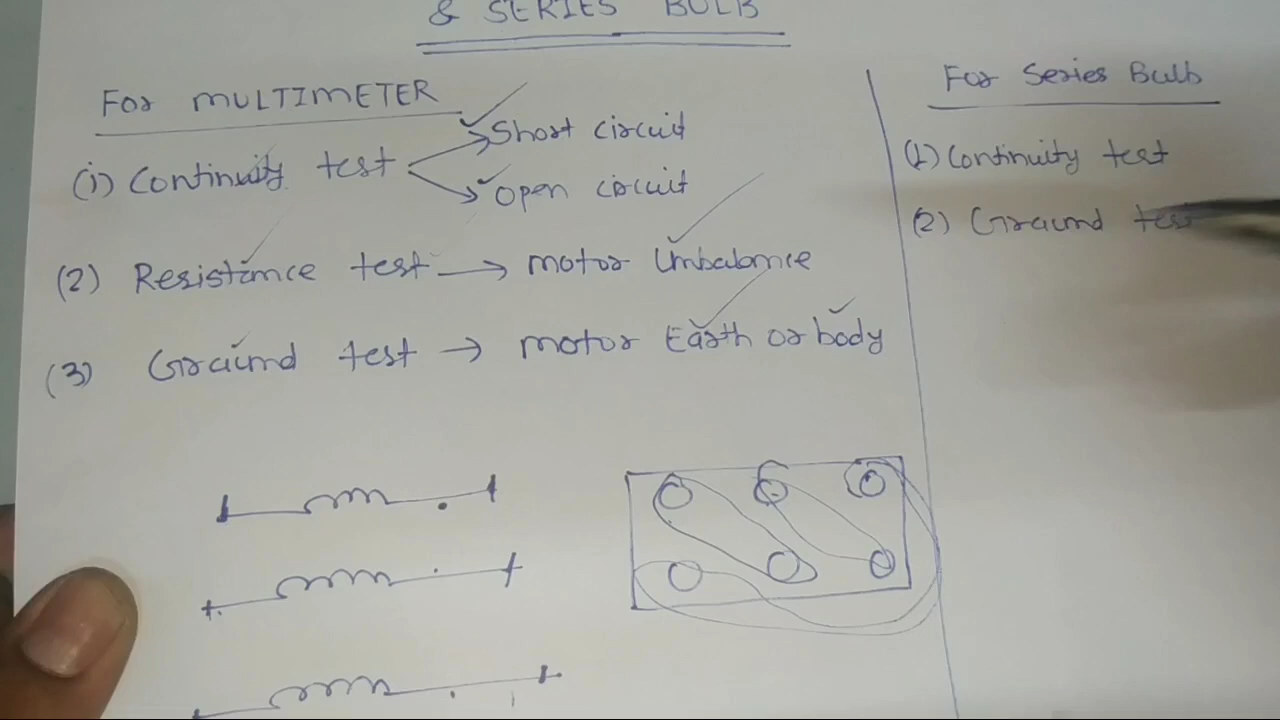 & SERIES BULB
For MULTIMETER
(1) Continuity test
Short circuit
Open circuit
(2) Resistance test → motor Unbalance
(3) Ground test → motor Earth or body
For Series Bulb
(1) Continuity test
(2) Ground test